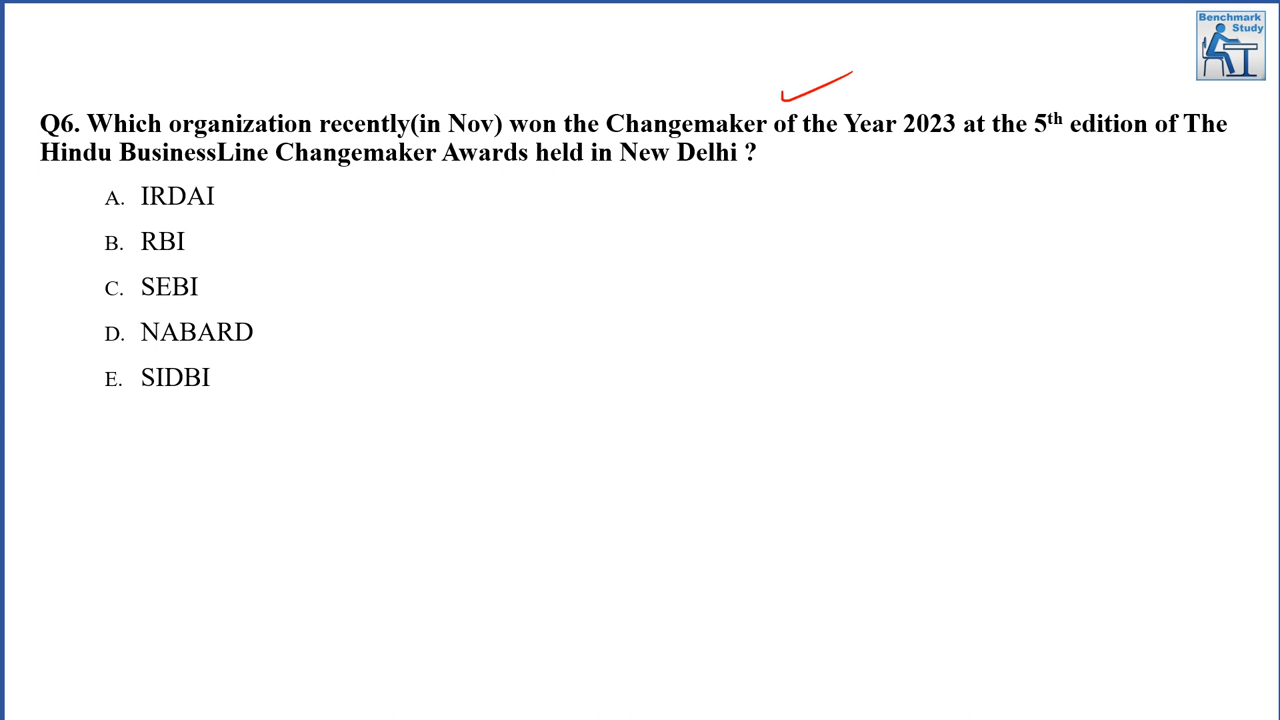 Benchmark
Study
Q6. Which organization recently(in Nov) won the Changemaker of the Year 2023 at the 5th edition of The
Hindu BusinessLine Changemaker Awards held in New Delhi ?
A. IRDAI
B. RBI
C. SEBI
D. NABARD
E. SIDBI